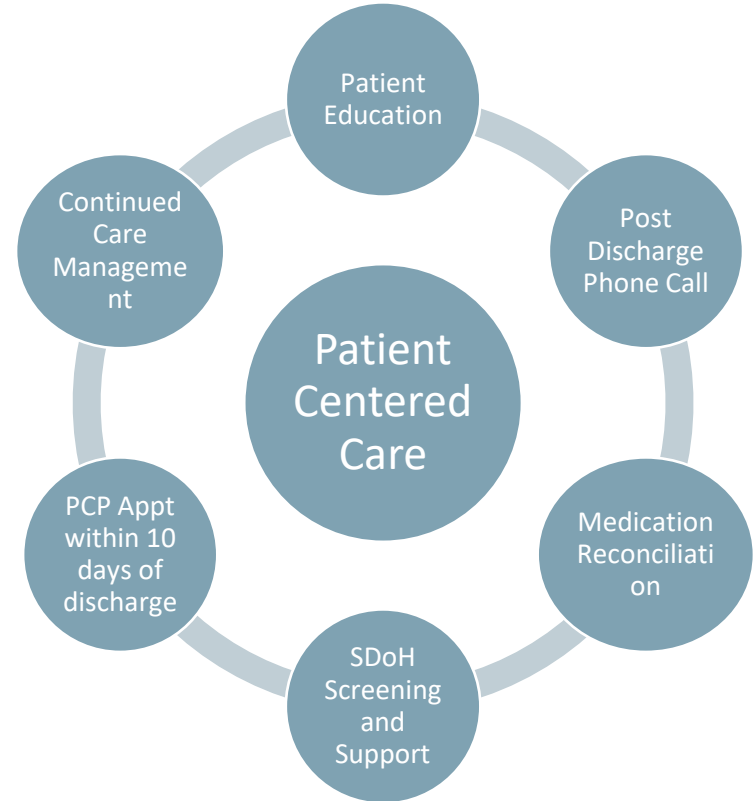 Patient
Education
Post
Discharge
Phone Call
Medication
Reconciliati
on
SDoH
Screening
and
Support
PCP Appt
within 10
days of
discharge
Continued
Care
Manageme
nt
Patient
Centered
Care